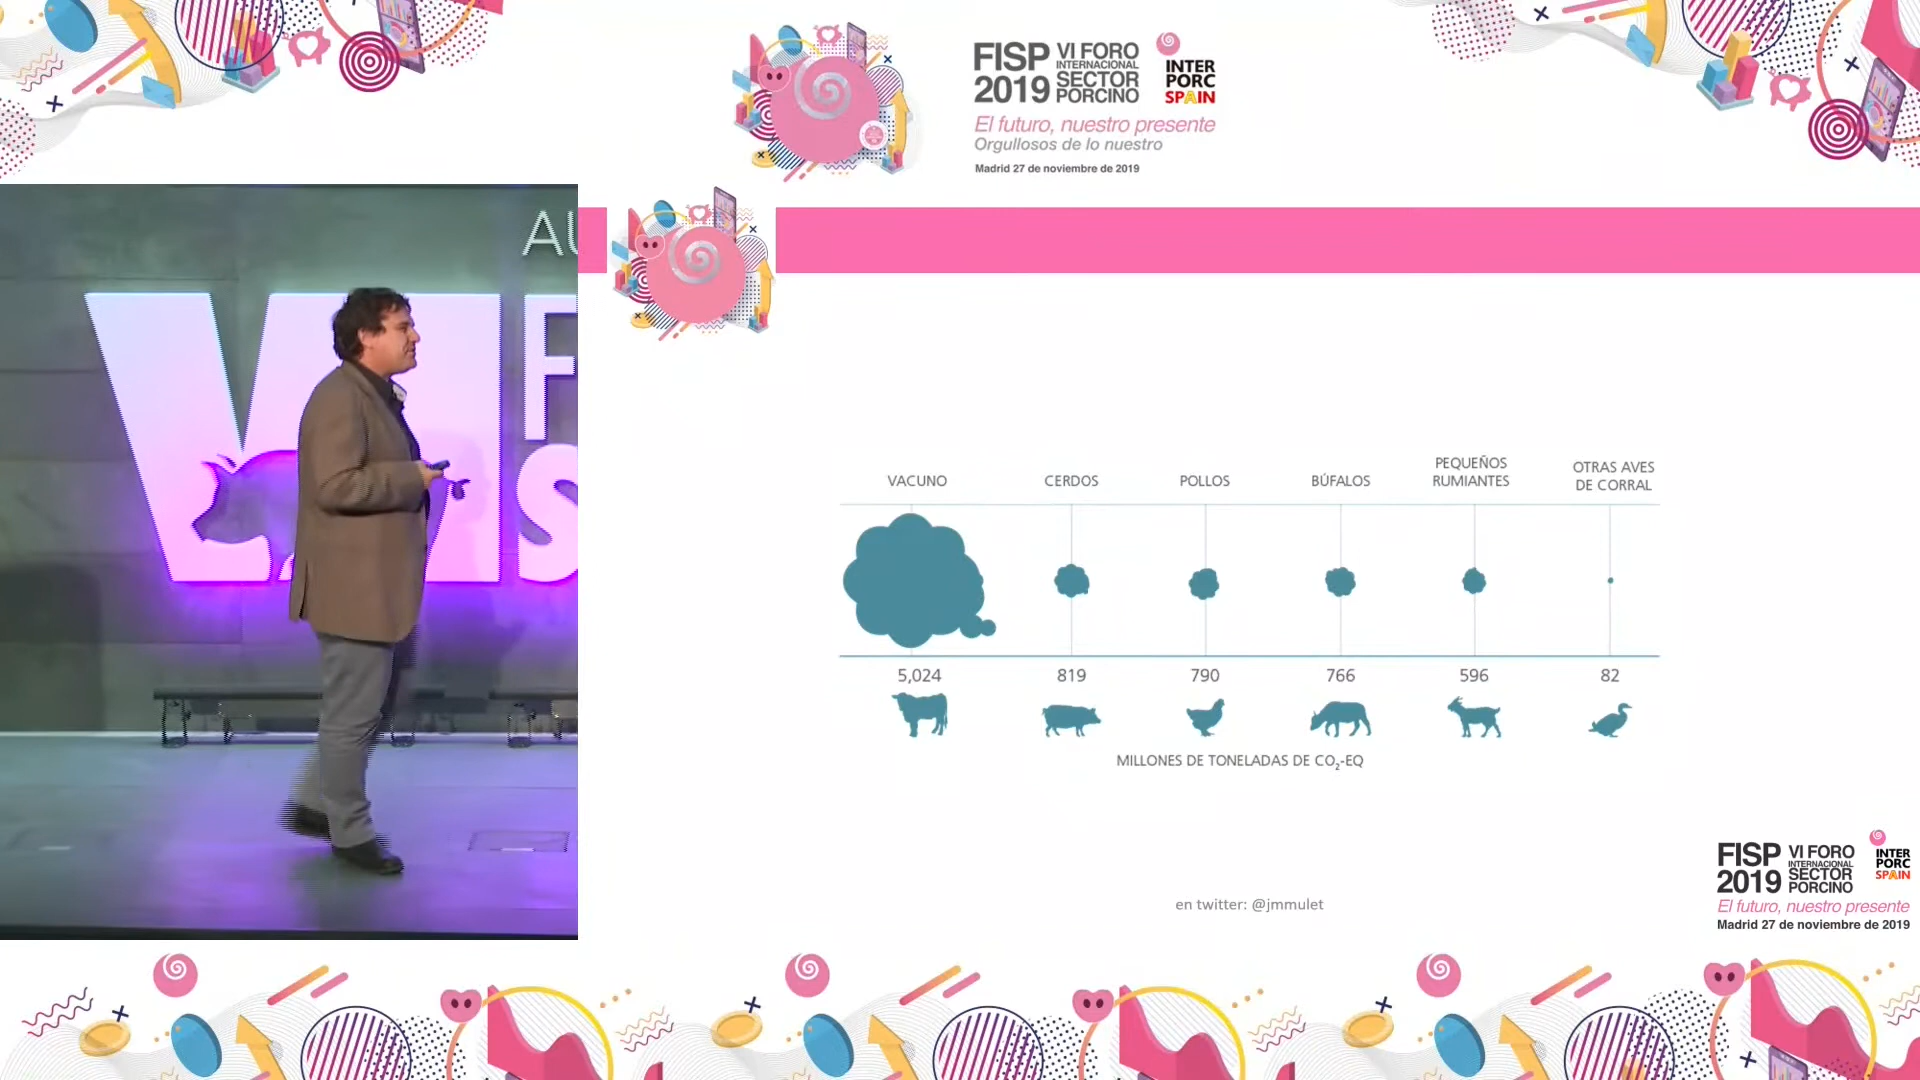 FISP VI FORO
INTERNACIONAL
2019 SECTOR
PORCINO
INTER
PORC
SPAIN
El futuro, nuestro presente
Orgullosos de lo nuestro
Madrid 27 de noviembre de 2019
AU
VI F
S
VACUNO CERDOS POLLOS BÚFALOS PEQUEÑOS RUMIANTES OTRAS AVES DE CORRAL
5,024 819 790 766 596 82
MILLONES DE TONELADAS DE CO₂-EQ
en twitter: @jmmulet
FISP VI FORO
INTERNACIONAL
2019 SECTOR
PORCINO
INTER
PORC
SPAIN
El futuro, nuestro presente
Madrid 27 de noviembre de 2019